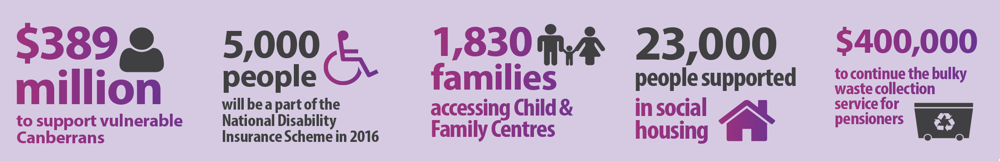 $389
million
to support vulnerable
Canberrans
5,000
people
will be a part of the
National Disability
Insurance Scheme in 2016
1,830
families
accessing Child &
Family Centres
23,000
people supported
in social
housing
$400,000
to continue the bulky
waste collection
service for
pensioners